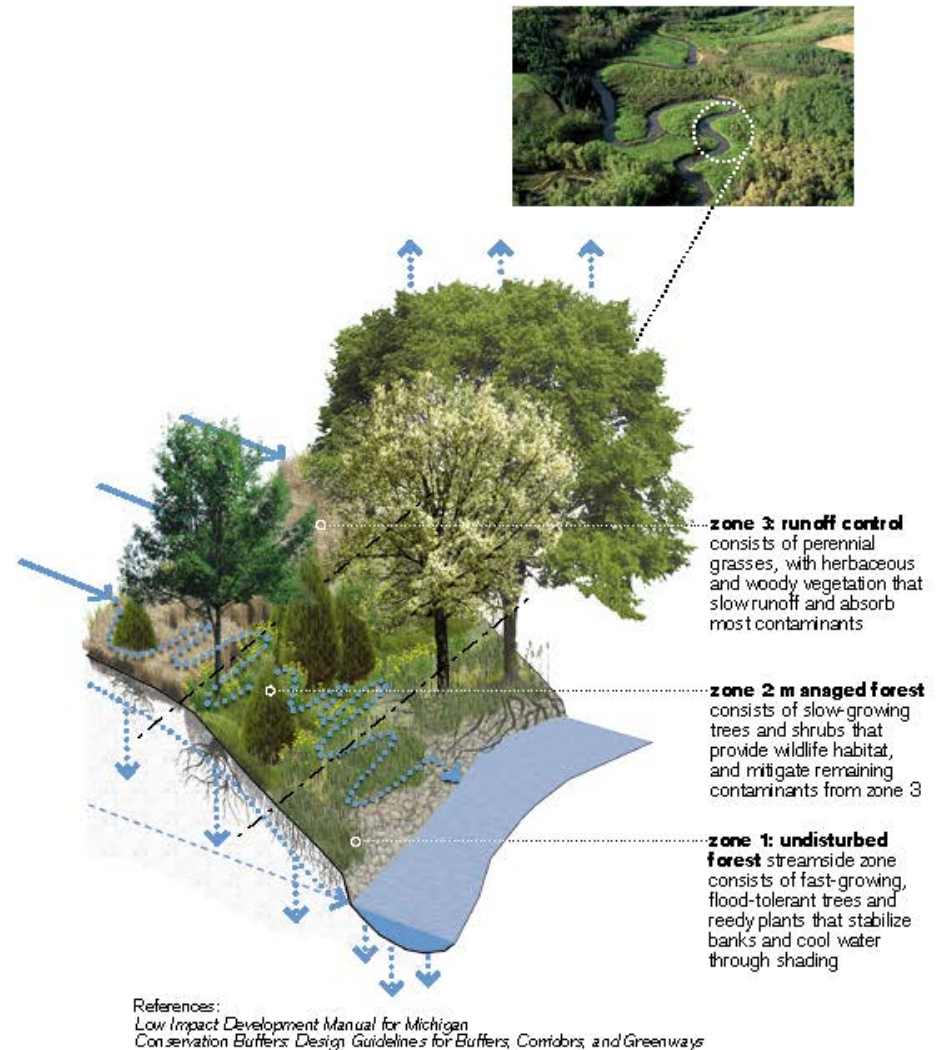 zone 3: runoff control
consists of perennial
grasses, with herbaceous
and woody vegetation that
slow runoff and absorb
most contaminants
zone 2 managed forest
consists of slow-growing
trees and shrubs that
provide wildlife habitat,
and mitigate remaining
contaminants from zone 3
zone 1: undisturbed
forest streamside zone
consists of fast-growing,
flood-tolerant trees and
reedy plants that stabilize
banks and cool water
through shading
References:
Low Impact Development Manual for Michigan
Conservation Buffers: Design Guidelines for Buffers, Corridors, and Greenways